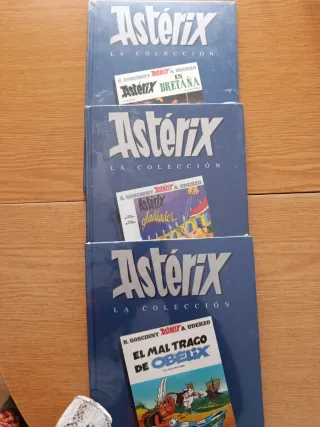 Astérix
LA COLECCIÓN
R. GOSCINNY Astérix A. UDERZO
Astérix EN
BRETAÑA
Astérix
LA COLECCIÓN
R. GOSCINNY Astérix A. UDERZO
Astérix
gladiador
Astérix
LA COLECCIÓN
R. GOSCINNY Astérix A. UDERZO
EL MAL TRAGO
DE OBELIX